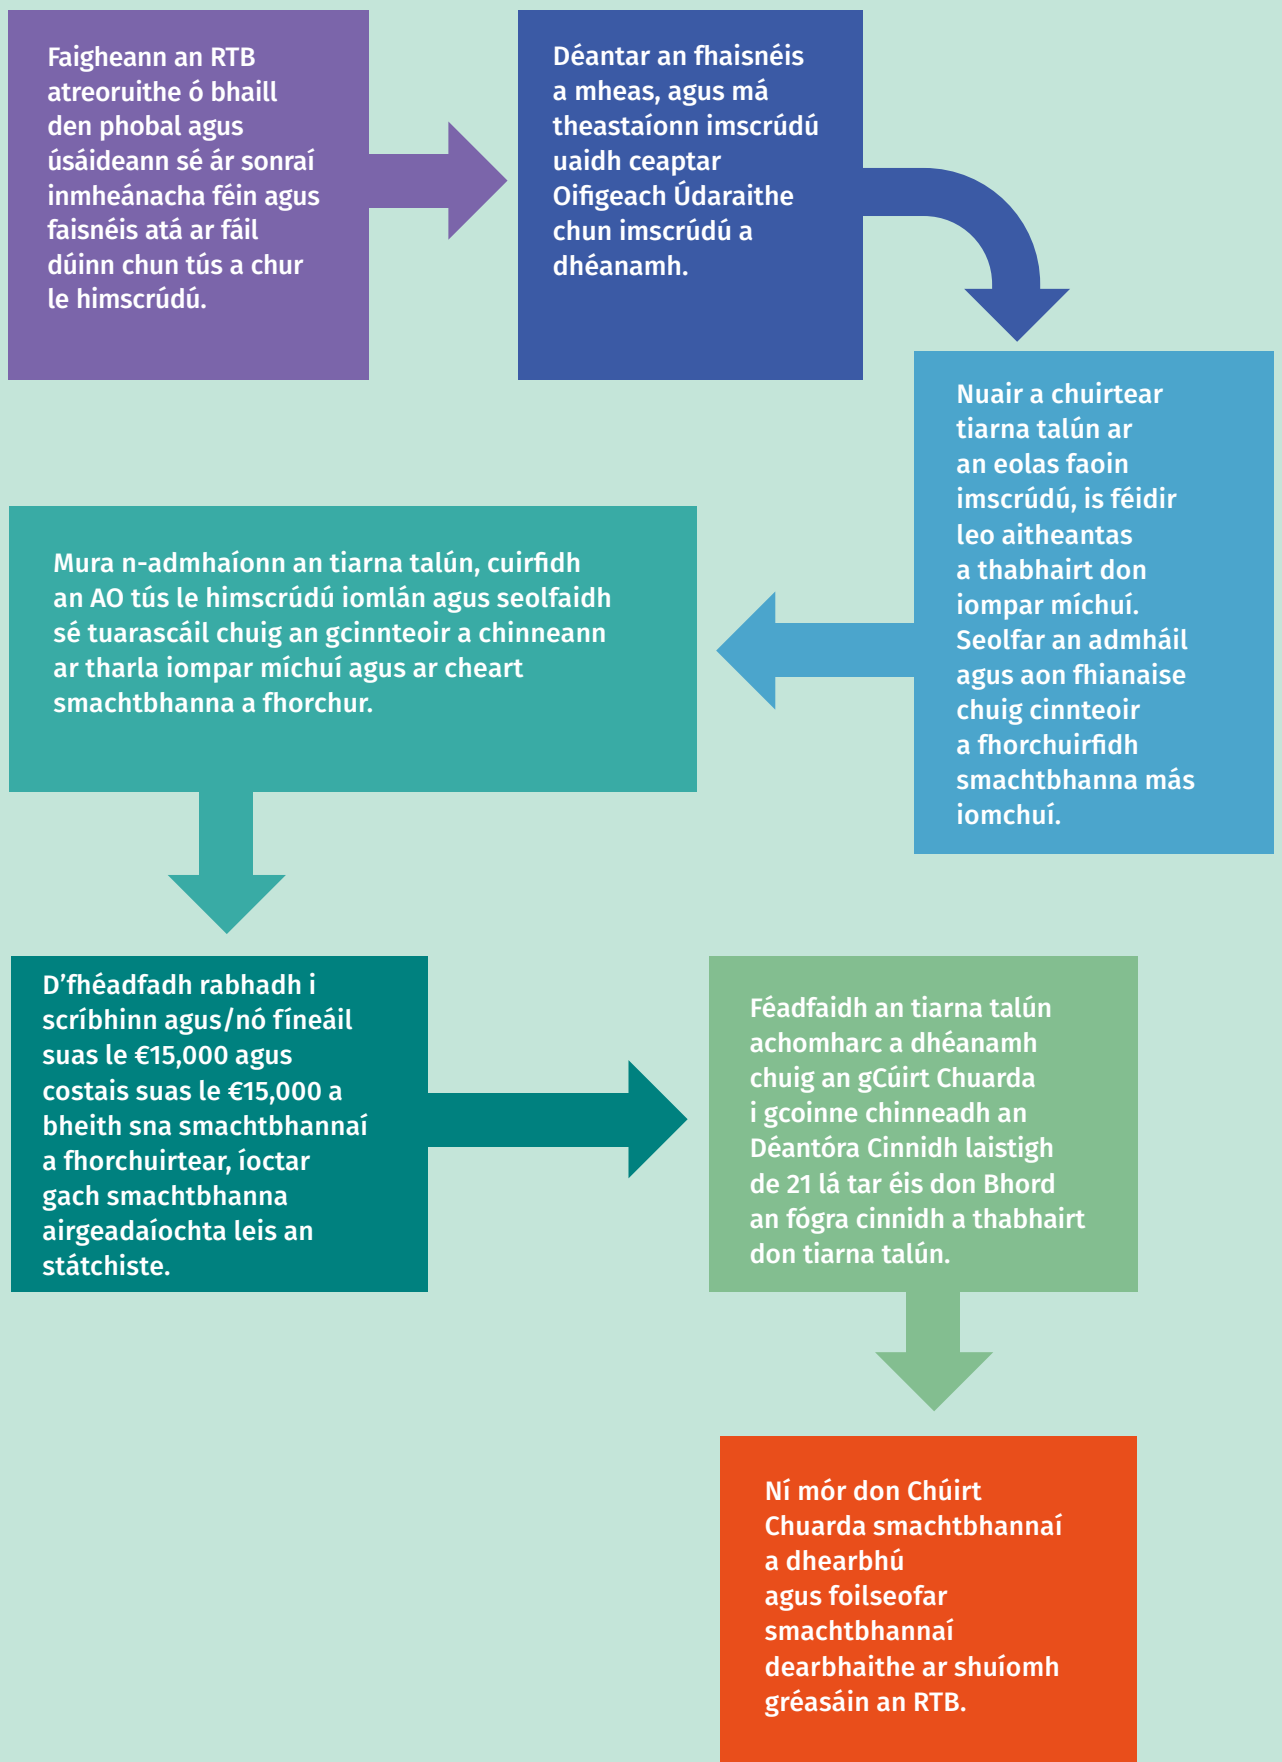 Faigheann an RTB
atreoruithe ó bhaill
den phobal agus
úsáideann sé ár sonraí
inmheánacha féin agus
faisnéis atá ar fáil
dúinn chun tús a chur
le himscrúdú.
Déantar an fhaisnéis
a mheas, agus má
theastaíonn imscrúdú
uaidh ceaptar
Oifigeach Údaraithe
chun imscrúdú a
dhéanamh.
Nuair a chuirtear
tiarna talún ar
an eolas faoin
imscrúdú, is féidir
leo aitheantas
a thabhairt don
iompar míchuí.
Seolfar an admháil
agus aon fhianaise
chuig cinnteoir
a fhorchuirfidh
smachtbhanna más
iomchuí.
Mura n-admhaíonn an tiarna talún, cuirfidh
an AO tús le himscrúdú iomlán agus seolfaidh
sé tuarascáil chuig an gcinnteoir a chinneann
ar tharla iompar míchuí agus ar cheart
smachtbhanna a fhorchur.
D’fhéadfadh rabhadh i
scríbhinn agus/nó fíneáil
suas le €15,000 agus
costais suas le €15,000 a
bheith sna smachtbhannaí
a fhorchuirtear, íoctar
gach smachtbhanna
airgeadaíochta leis an
státchiste.
Féadfaidh an tiarna talún
achomharc a dhéanamh
chuig an gCúirt Chuarda
i gcoinne chinneadh an
Déantóra Cinnidh laistigh
de 21 lá tar éis don Bhord
an fógra cinnidh a thabhairt
don tiarna talún.
Ní mór don Chúirt
Chuarda smachtbhannaí
a dhearbhú
agus foilseofar
smachtbhannaí
dearbhaithe ar shuíomh
gréasáin an RTB.